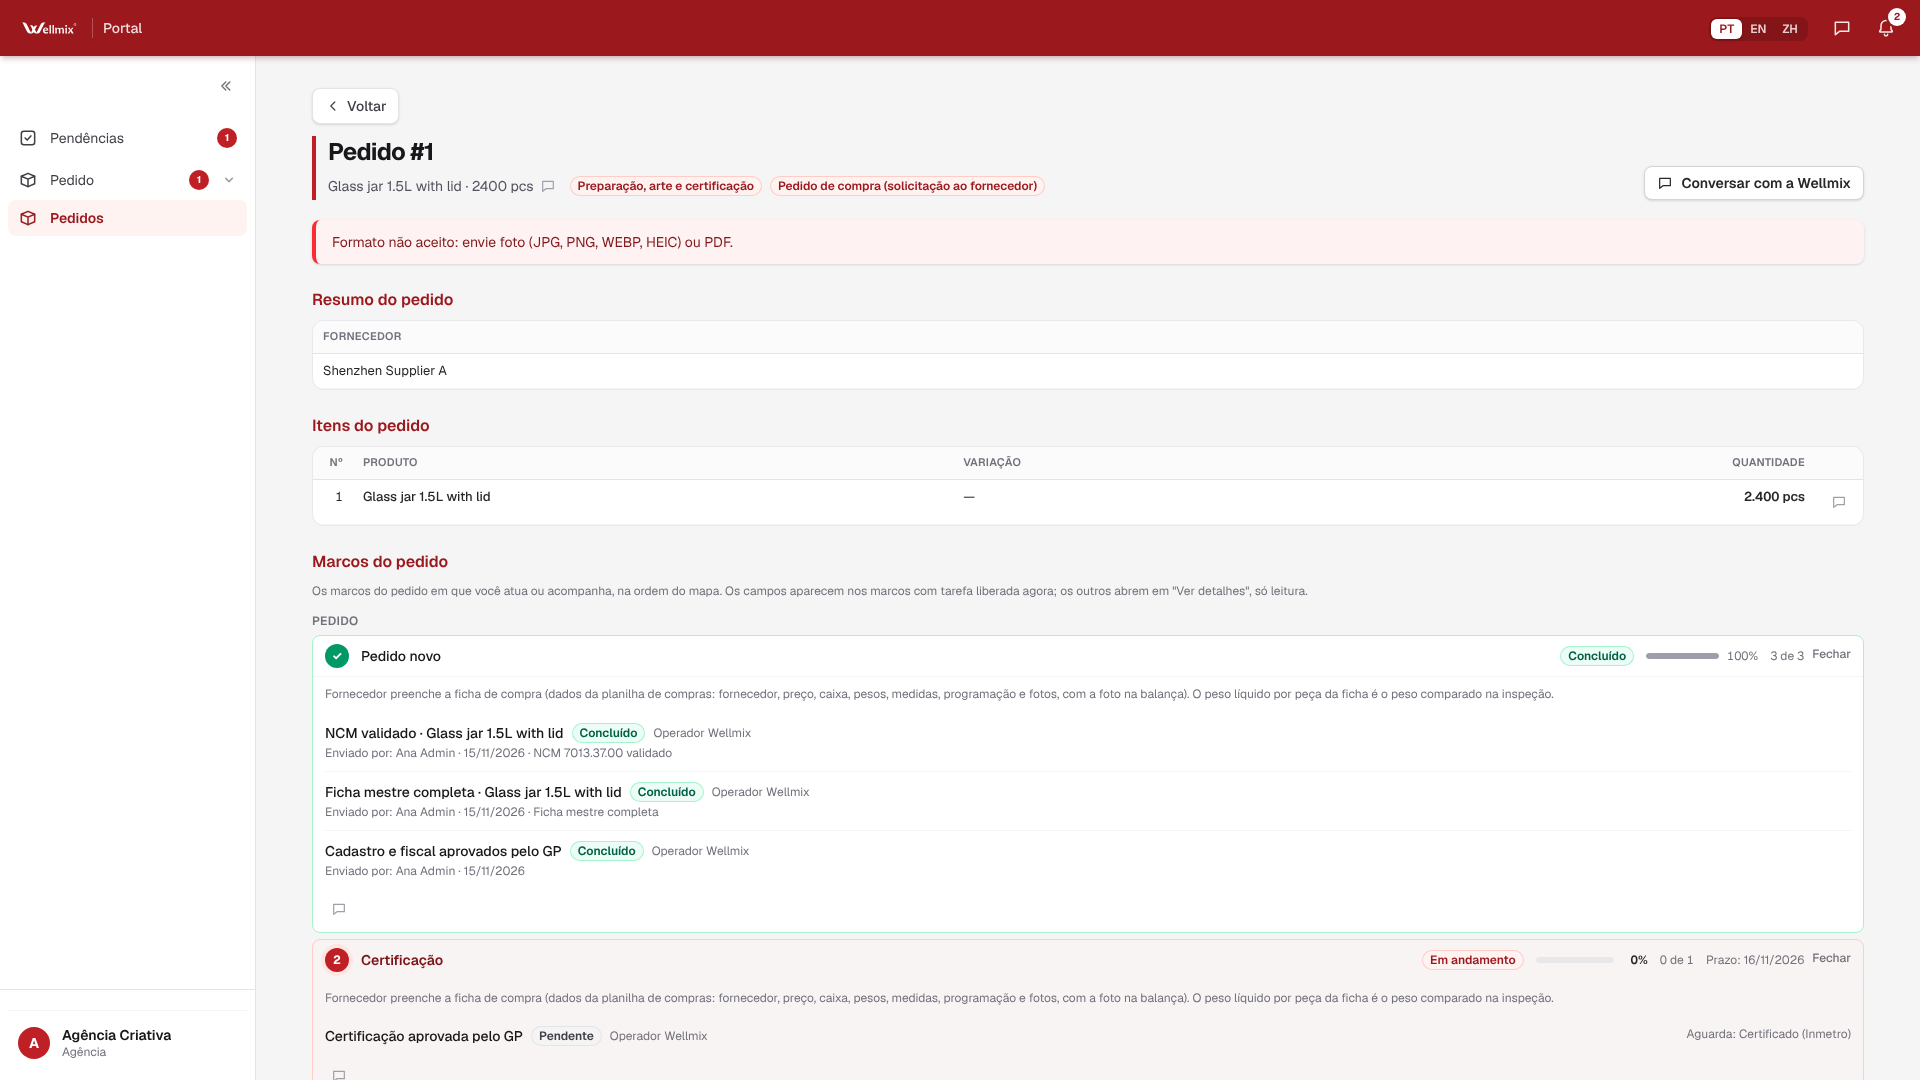 Wellmix
Portal
PT EN ZH
2
Pendências 1
Pedido 1
Pedidos
Agência Criativa
A
Agência
Voltar
Pedido #1
Glass jar 1.5L with lid · 2400 pcs Preparação, arte e certificação Pedido de compra (solicitação ao fornecedor)
Conversar com a Wellmix
Formato não aceito: envie foto (JPG, PNG, WEBP, HEIC) ou PDF.
Resumo do pedido
FORNECEDOR
Shenzhen Supplier A
Itens do pedido
Nº PRODUTO VARIAÇÃO QUANTIDADE
1 Glass jar 1.5L with lid — 2.400 pcs
Marcos do pedido
Os marcos do pedido em que você atua ou acompanha, na ordem do mapa. Os campos aparecem nos marcos com tarefa liberada agora; os outros abrem em "Ver detalhes", só leitura.
PEDIDO
Pedido novo Concluído 100% 3 de 3 Fechar
Fornecedor preenche a ficha de compra (dados da planilha de compras: fornecedor, preço, caixa, pesos, medidas, programação e fotos, com a foto na balança). O peso líquido por peça da ficha é o peso comparado na inspeção.
NCM validado · Glass jar 1.5L with lid Concluído Operador Wellmix
Enviado por: Ana Admin · 15/11/2026 · NCM 7013.37.00 validado
Ficha mestre completa · Glass jar 1.5L with lid Concluído Operador Wellmix
Enviado por: Ana Admin · 15/11/2026 · Ficha mestre completa
Cadastro e fiscal aprovados pelo GP Concluído Operador Wellmix
Enviado por: Ana Admin · 15/11/2026
2 Certificação Em andamento 0% 0 de 1 Prazo: 16/11/2026 Fechar
Fornecedor preenche a ficha de compra (dados da planilha de compras: fornecedor, preço, caixa, pesos, medidas, programação e fotos, com a foto na balança). O peso líquido por peça da ficha é o peso comparado na inspeção.
Certificação aprovada pelo GP Pendente Operador Wellmix Aguarda: Certificado (Inmetro)